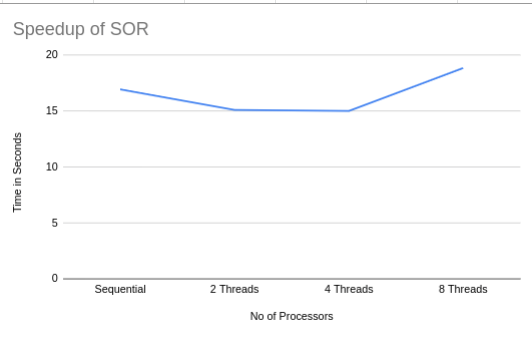 Speedup of SOR
20
15
10
5
0
Time in Seconds
Sequential 2 Threads 4 Threads 8 Threads
No of Processors